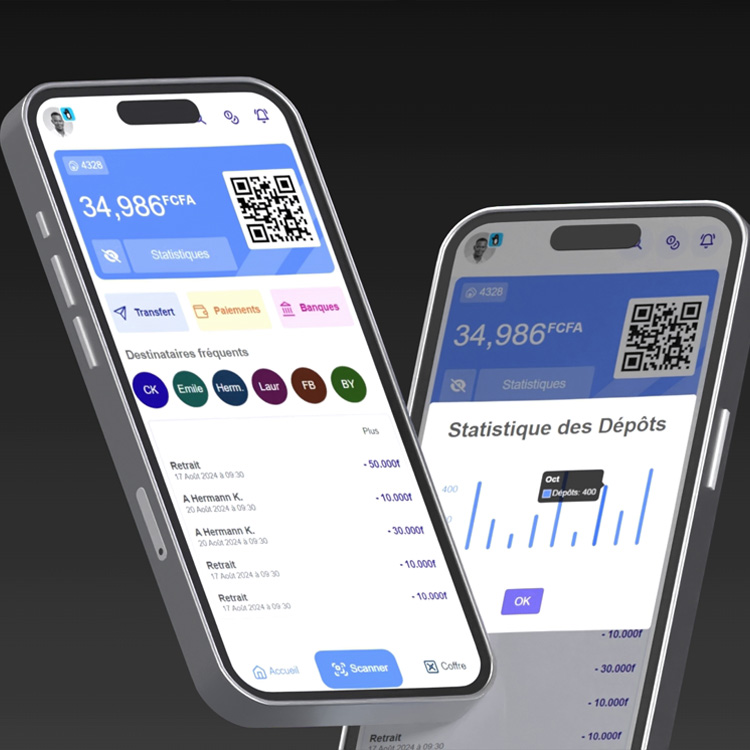 4328
34,986FCFA
Statistiques
Transfert
Paiements
Banques
Destinataires fréquents
CK
Emile
Herm.
Laur
FB
BY
Plus
Retrait
- 50.000f
17 Août 2024 à 09:30
A Hermann K.
- 10.000f
20 Août 2024 à 09:30
A Hermann K.
- 30.000f
20 Août 2024 à 09:30
Retrait
- 10.000f
17 Août 2024 à 09:30
Retrait
- 10.000f
17 Août 2024 à 09:30
Accueil
Scanner
Coffre
4328
34,986FCFA
Statistiques
Statistique des Dépôts
400
Oct
Dépôts: 400
0
OK
- 10.000f
- 30.000f
- 10.000f
Retrait
- 10.000f
17 Août 2024 à 09:30